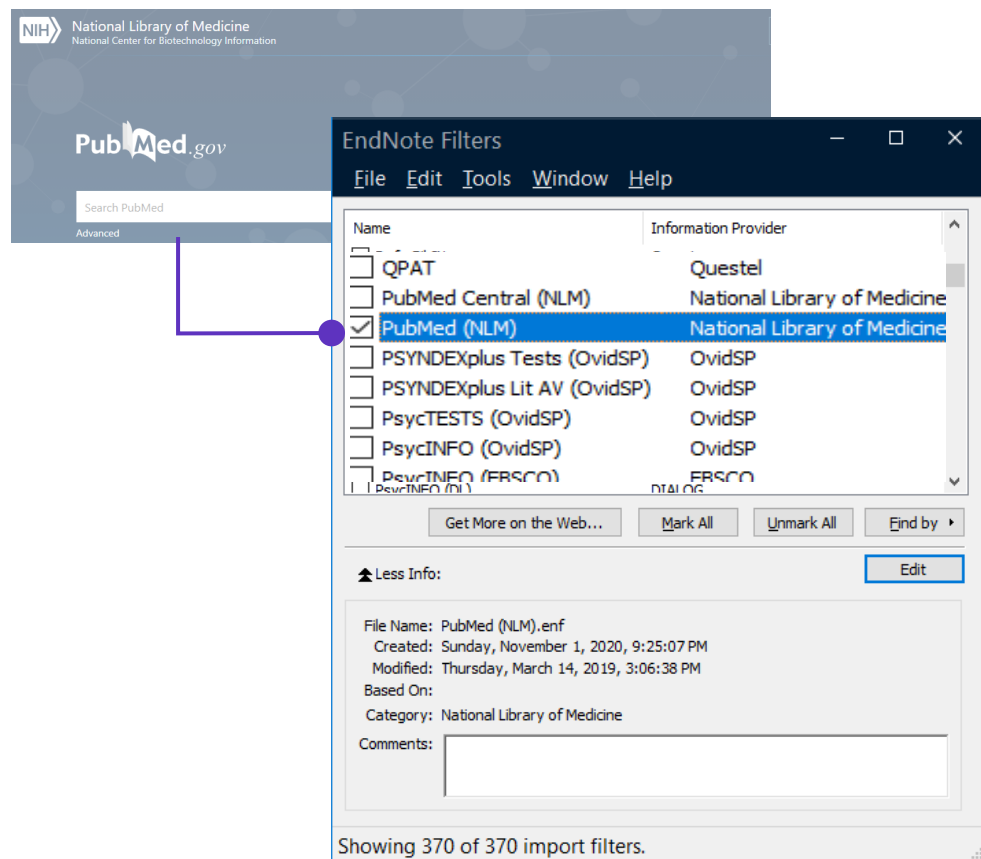 NIH National Library of Medicine
National Center for Biotechnology Information
PubMed.gov
Search PubMed
Advanced
EndNote Filters
File Edit Tools Window Help
Name Information Provider
QPAT Questel
PubMed Central (NLM) National Library of Medicine
PubMed (NLM) National Library of Medicine
PSYNDEXplus Tests (OvidSP) OvidSP
PSYNDEXplus Lit AV (OvidSP) OvidSP
PsycTESTS (OvidSP) OvidSP
PsycINFO (OvidSP) OvidSP
PsycINFO (EBSCO) EBSCO
PsycINFO (DL) DIALOG
Get More on the Web... Mark All Unmark All Find by
Less Info: Edit
File Name: PubMed (NLM).enf
Created: Sunday, November 1, 2020, 9:25:07 PM
Modified: Thursday, March 14, 2019, 3:06:38 PM
Based On:
Category: National Library of Medicine
Comments:
Showing 370 of 370 import filters.